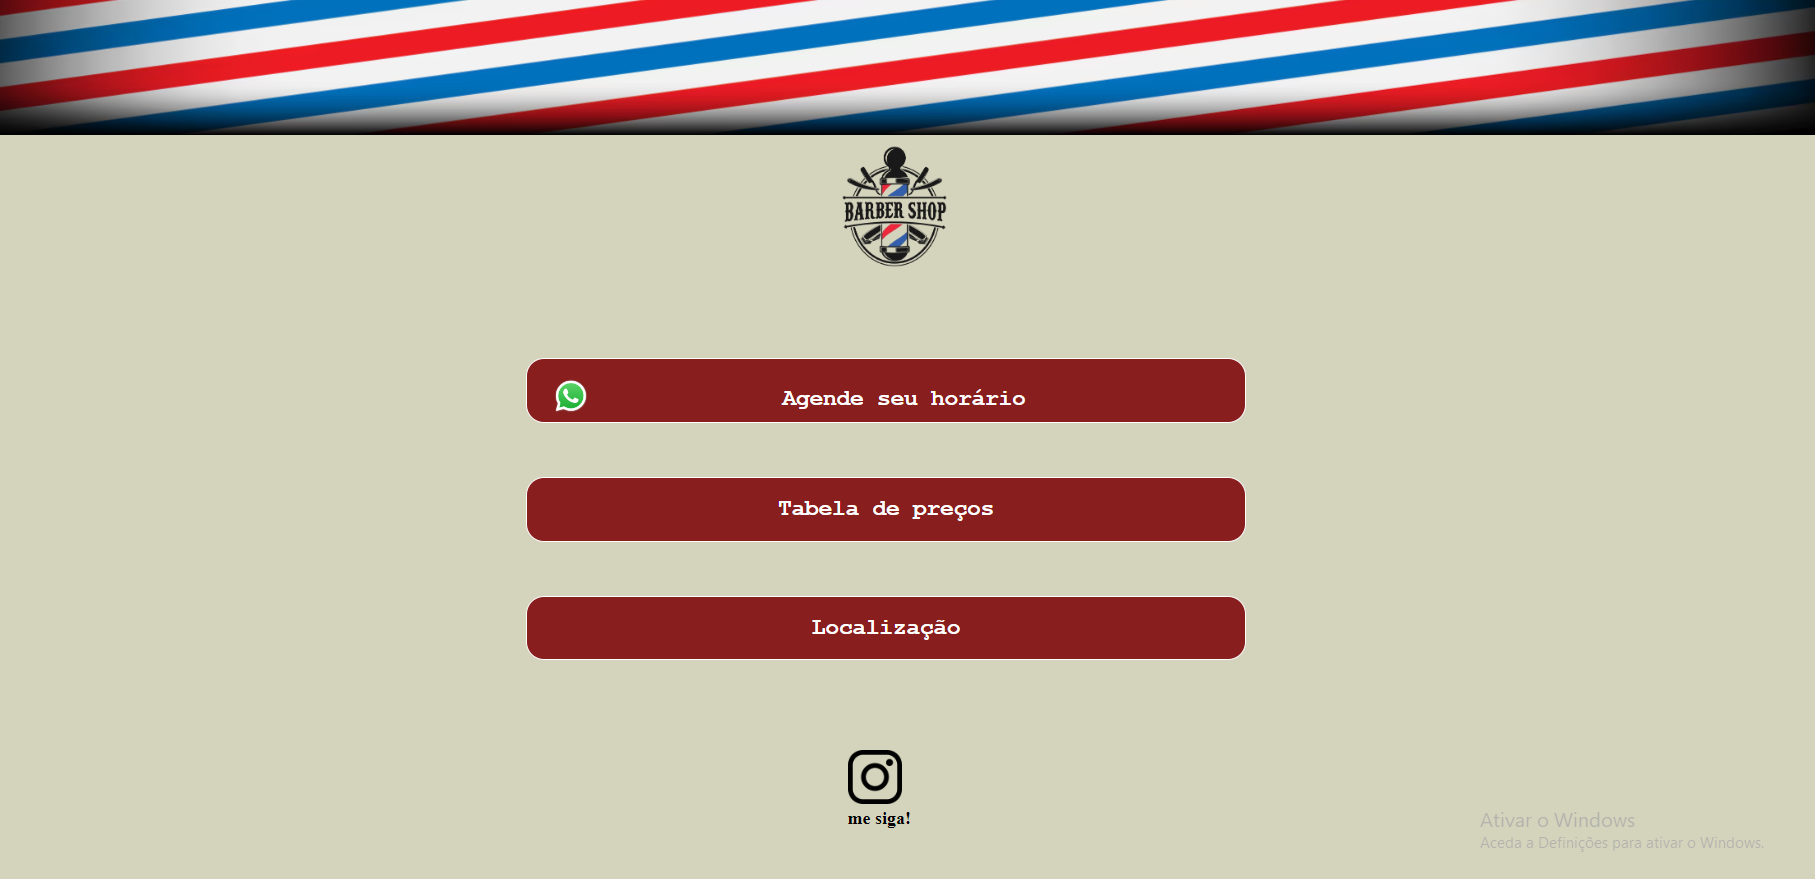 BARBER SHOP
Agende seu horário
Tabela de preços
Localização
me siga!
Ativar o Windows
Aceda a Definições para ativar o Windows.